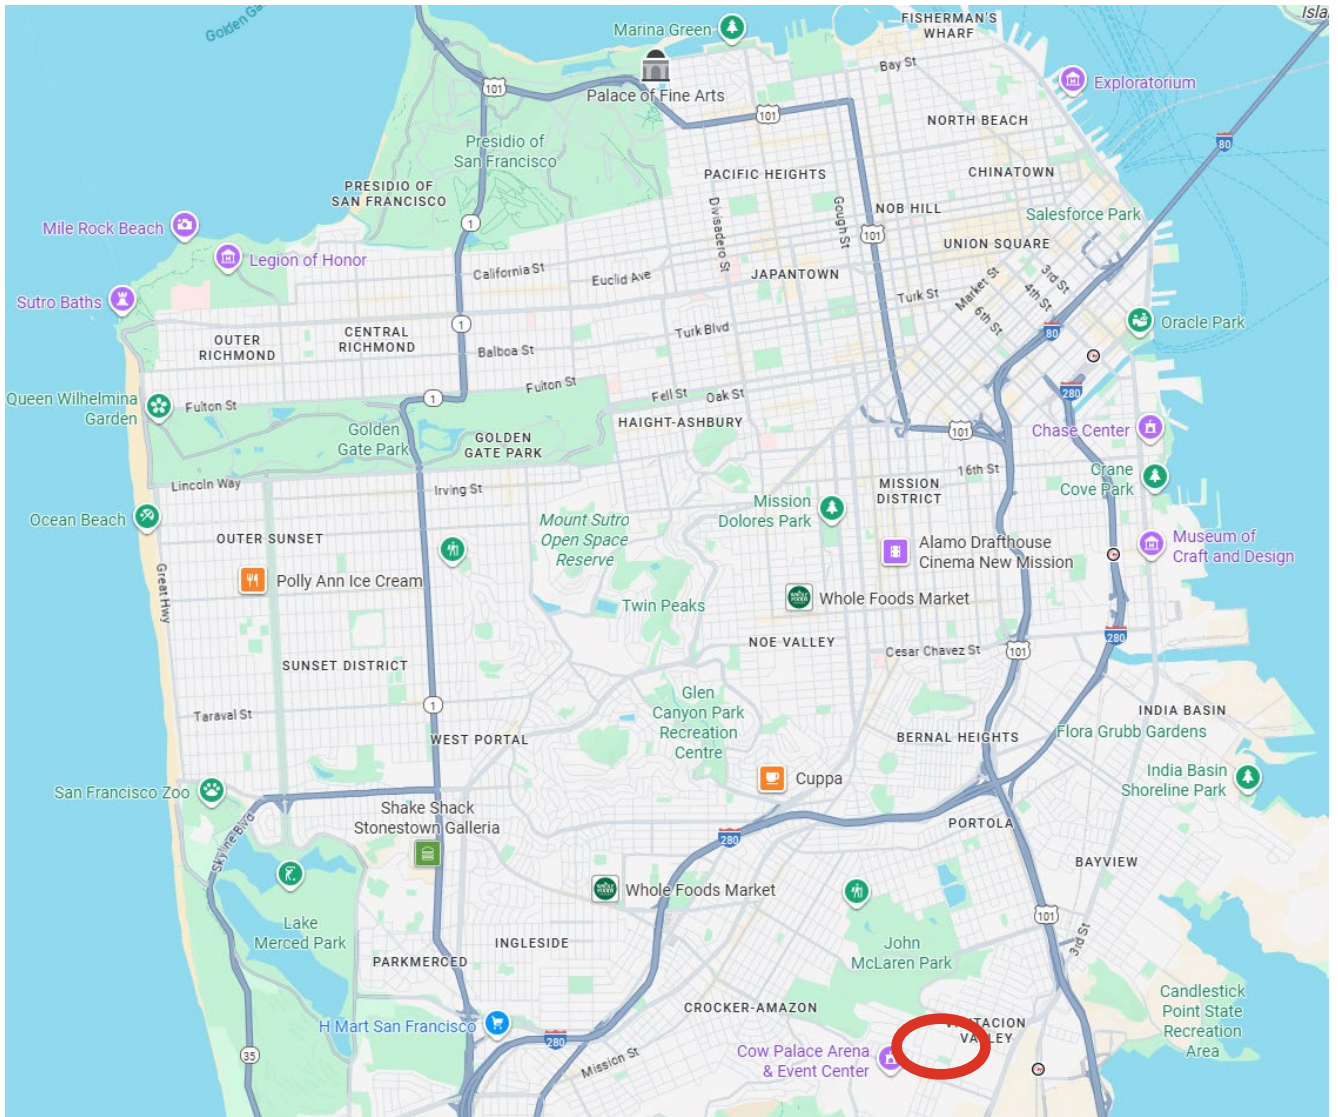 Golden Ga
Marina Green
FISHERMAN'S
WHARF
Isla
101
Palace of Fine Arts
Bay St
Exploratorium
101
NORTH BEACH
80
Presidio of
San Francisco
PACIFIC HEIGHTS
CHINATOWN
PRESIDIO OF
SAN FRANCISCO
Divisadero St
Gough St
NOB HILL
Salesforce Park
Mile Rock Beach
1
101
UNION SQUARE
Legion of Honor
California St
Euclid Ave
JAPANTOWN
Market St
3rd St
4th St
6th St
Sutro Baths
Turk St
1
Turk Blvd
80
Oracle Park
OUTER
RICHMOND
CENTRAL
RICHMOND
Balboa St
Fulton St
Fell St
Oak St
280
Queen Wilhelmina
Garden
Fulton St
1
Golden
Gate Park
GOLDEN
GATE PARK
HAIGHT-ASHBURY
101
Chase Center
Lincoln Way
Irving St
16th St
Crane
Cove Park
MISSION
DISTRICT
Mission
Dolores Park
Ocean Beach
OUTER SUNSET
Mount Sutro
Open Space
Reserve
Alamo Drafthouse
Cinema New Mission
Museum of
Craft and Design
Great Hwy
Polly Ann Ice Cream
Twin Peaks
WHOLE
FOODS
Whole Foods Market
NOE VALLEY
Cesar Chavez St
101
280
SUNSET DISTRICT
Taraval St
1
WEST PORTAL
Glen
Canyon Park
Recreation
Centre
BERNAL HEIGHTS
INDIA BASIN
Flora Grubb Gardens
Cuppa
India Basin
Shoreline Park
San Francisco Zoo
Skyline Blvd
Shake Shack
Stonestown Galleria
280
PORTOLA
BAYVIEW
WHOLE
FOODS
Whole Foods Market
Lake
Merced Park
101
3rd St
PARKMERCED
INGLESIDE
John
McLaren Park
CROCKER-AMAZON
Candlestick
Point State
Recreation
Area
H Mart San Francisco
280
Mission St
VISITACION
VALLEY
Cow Palace Arena
& Event Center
35